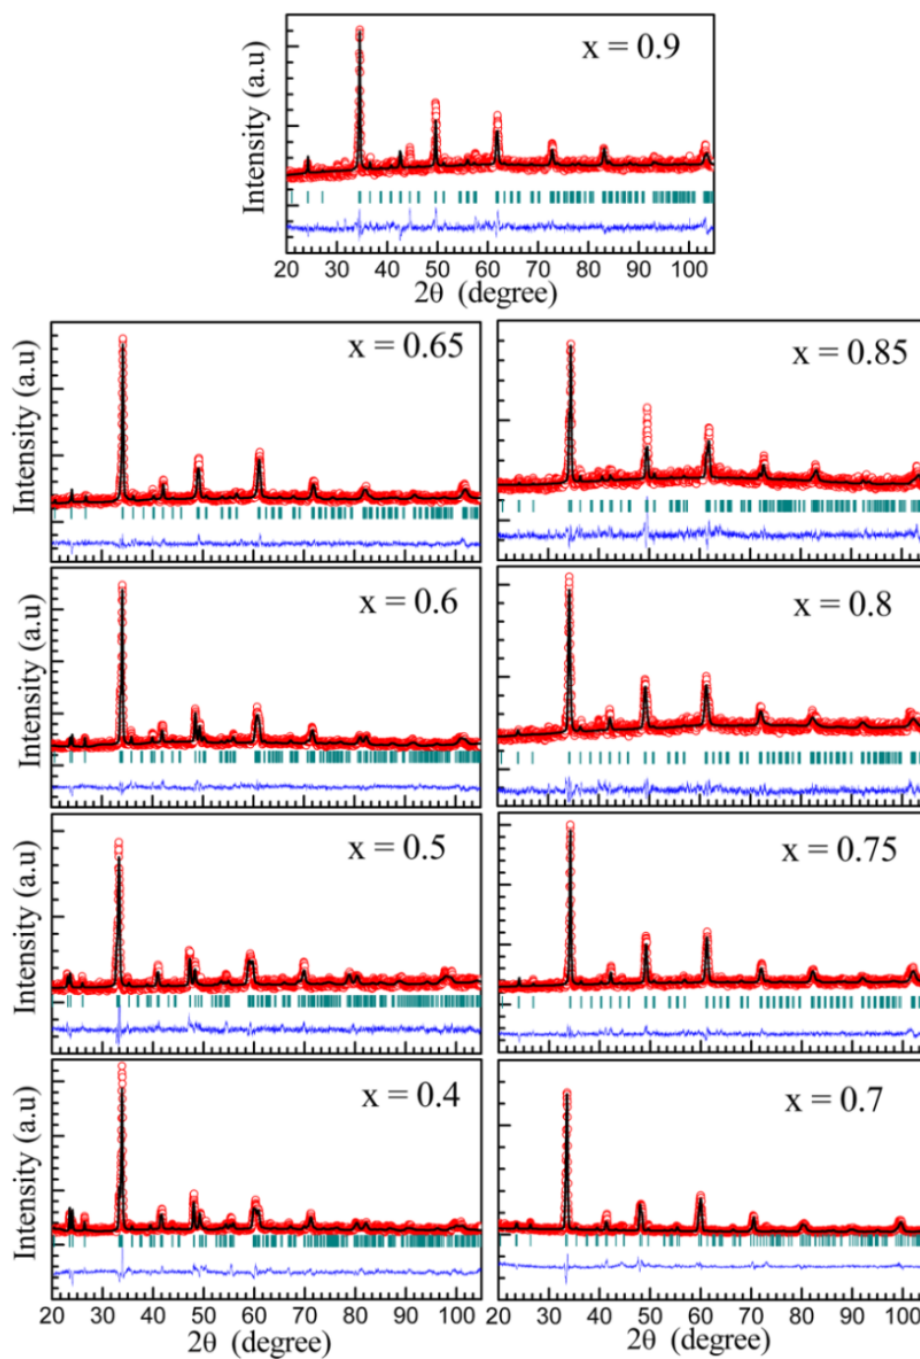 x = 0.9
Intensity (a.u)
20 30 40 50 60 70 80 90 100
2θ (degree)
x = 0.65
Intensity (a.u)
x = 0.85
x = 0.6
Intensity (a.u)
x = 0.8
x = 0.5
Intensity (a.u)
x = 0.75
x = 0.4
Intensity (a.u)
x = 0.7
20 30 40 50 60 70 80 90 100
20 30 40 50 60 70 80 90 100
2θ (degree)
2θ (degree)